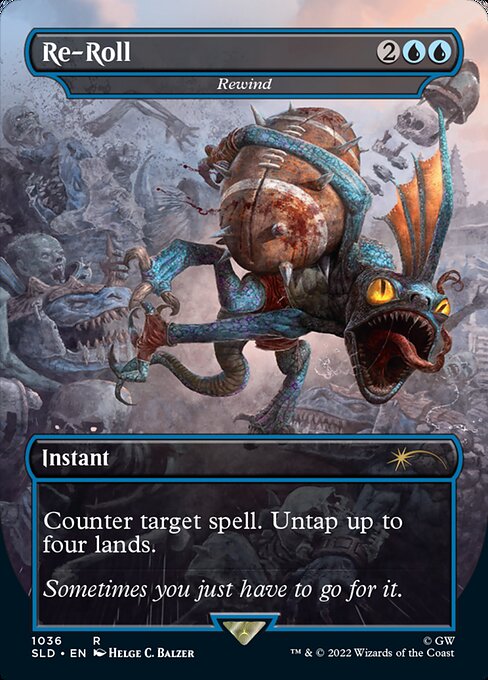 Re-Roll 2
Rewind
Instant
Counter target spell. Untap up to
four lands.
Sometimes you just have to go for it.
1036 R © GW
SLD • EN Helge C. Balzer ™ & © 2022 Wizards of the Coast